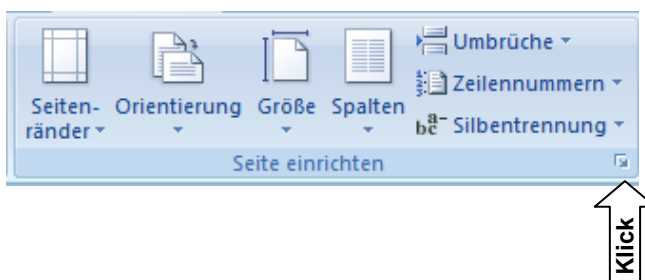 Seiten-
ränder
Orientierung
Größe
Spalten
Umbrüche
Zeilennummern
Silbentrennung
Seite einrichten
Klick